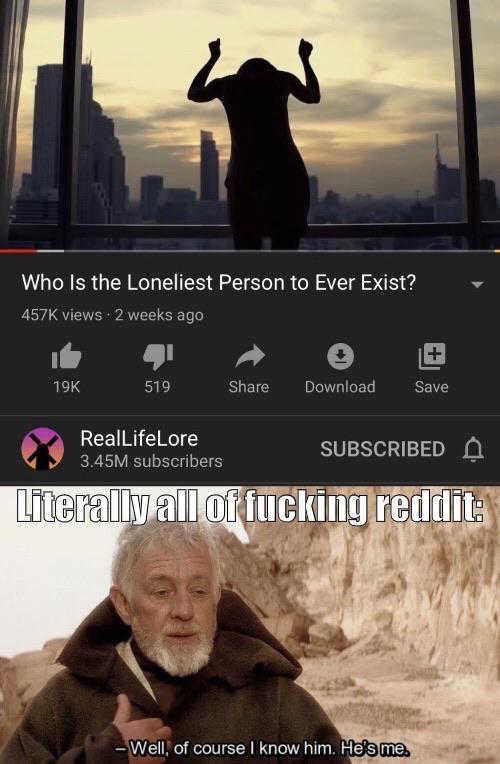 Who Is the Loneliest Person to Ever Exist?
457K views · 2 weeks ago
19K 519 Share Download Save
RealLifeLore
3.45M subscribers
SUBSCRIBED
Literally all of fucking reddit:
– Well, of course I know him. He's me.